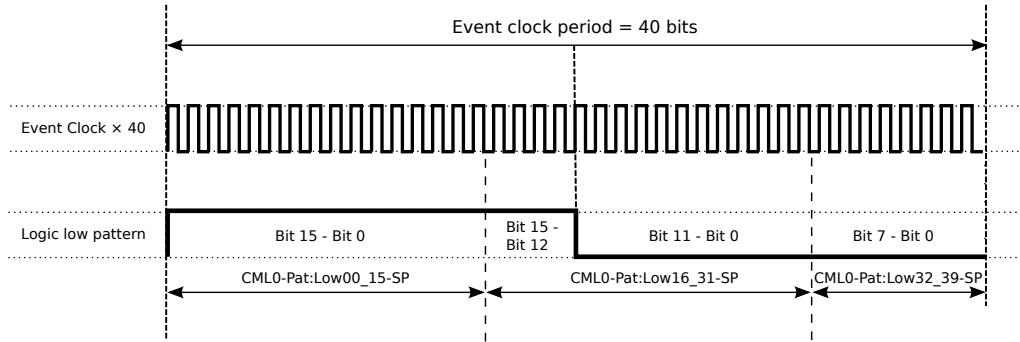 Event clock period = 40 bits
Event Clock × 40
Logic low pattern
Bit 15 - Bit 0
Bit 15 -
Bit 12
Bit 11 - Bit 0
Bit 7 - Bit 0
CML0-Pat:Low00_15-SP
CML0-Pat:Low16_31-SP
CML0-Pat:Low32_39-SP